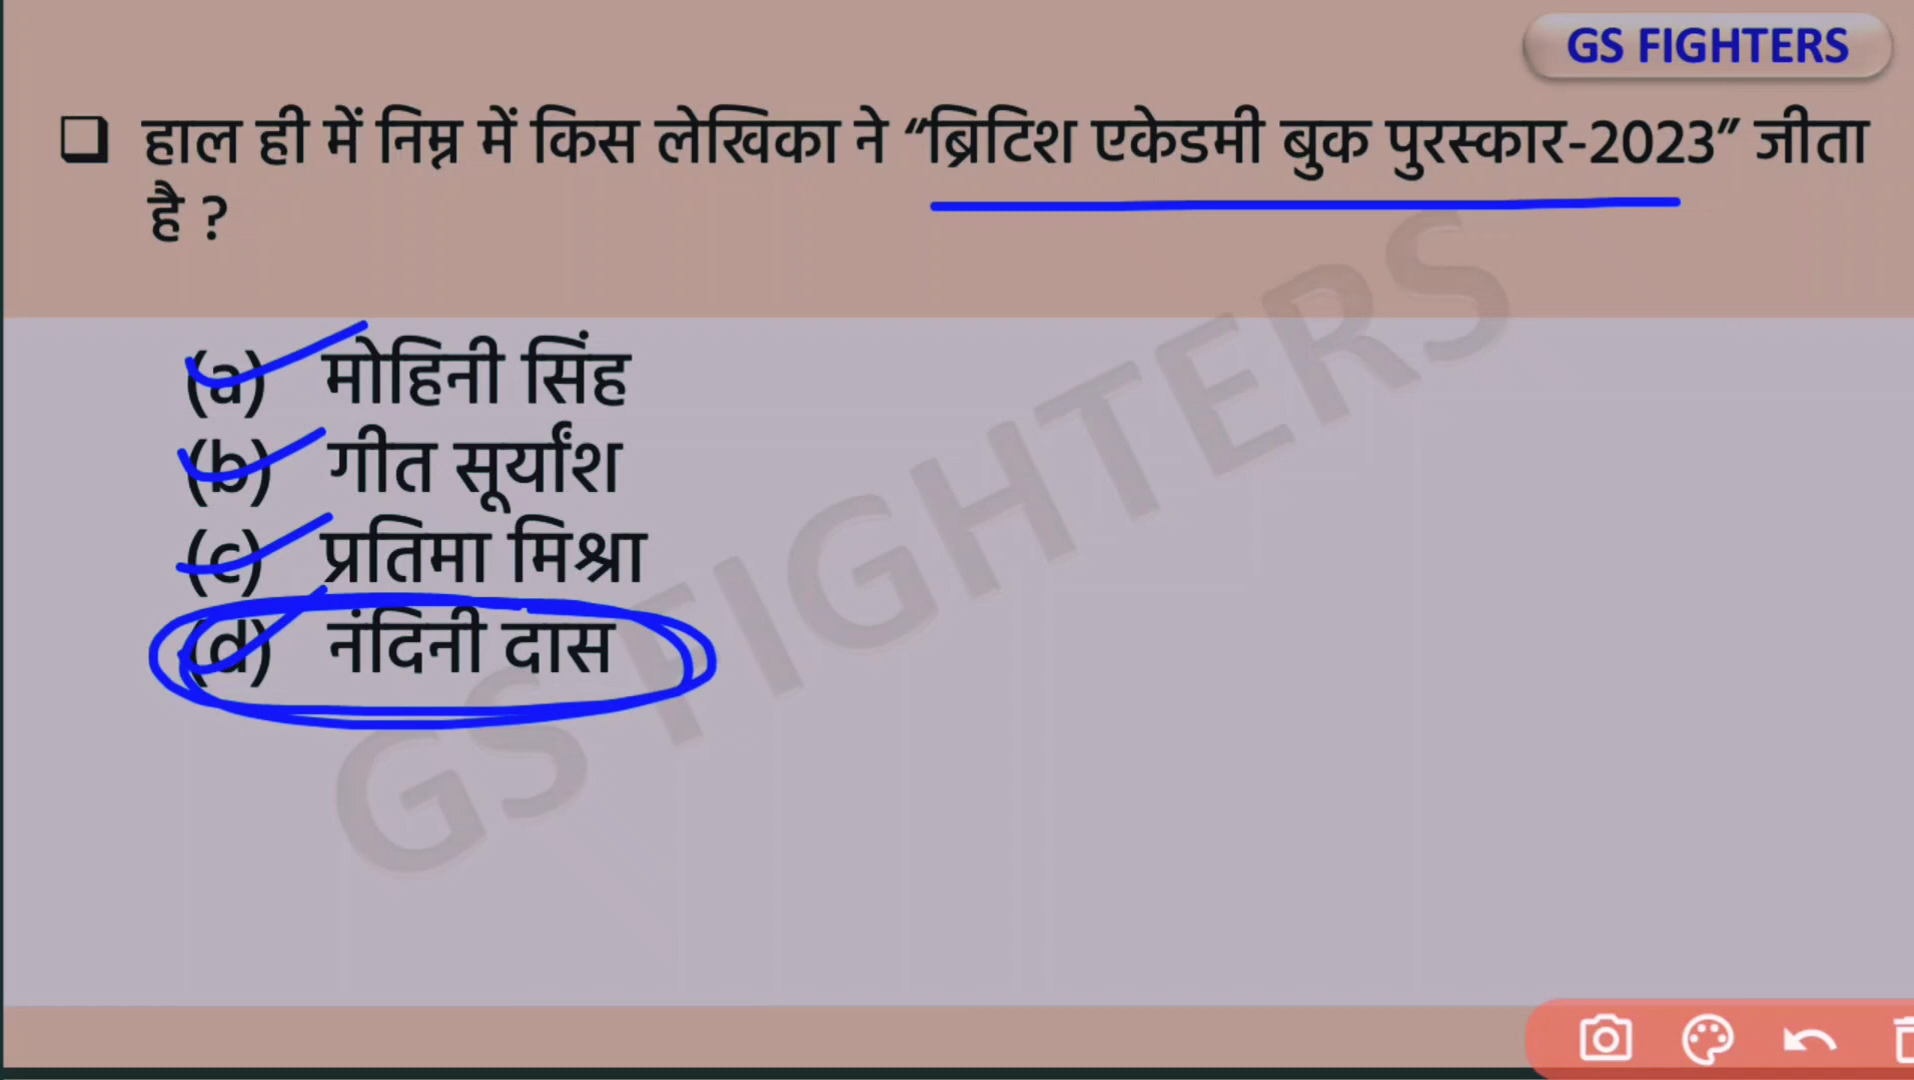 GS FIGHTERS
❑ हाल ही में निम्न में किस लेखिका ने “ब्रिटिश एकेडमी बुक पुरस्कार-2023” जीता
है ?
(a) मोहिनी सिंह
(b) गीत सूर्यांश
(c) प्रतिमा मिश्रा
(d) नंदिनी दास
GS FIGHTERS